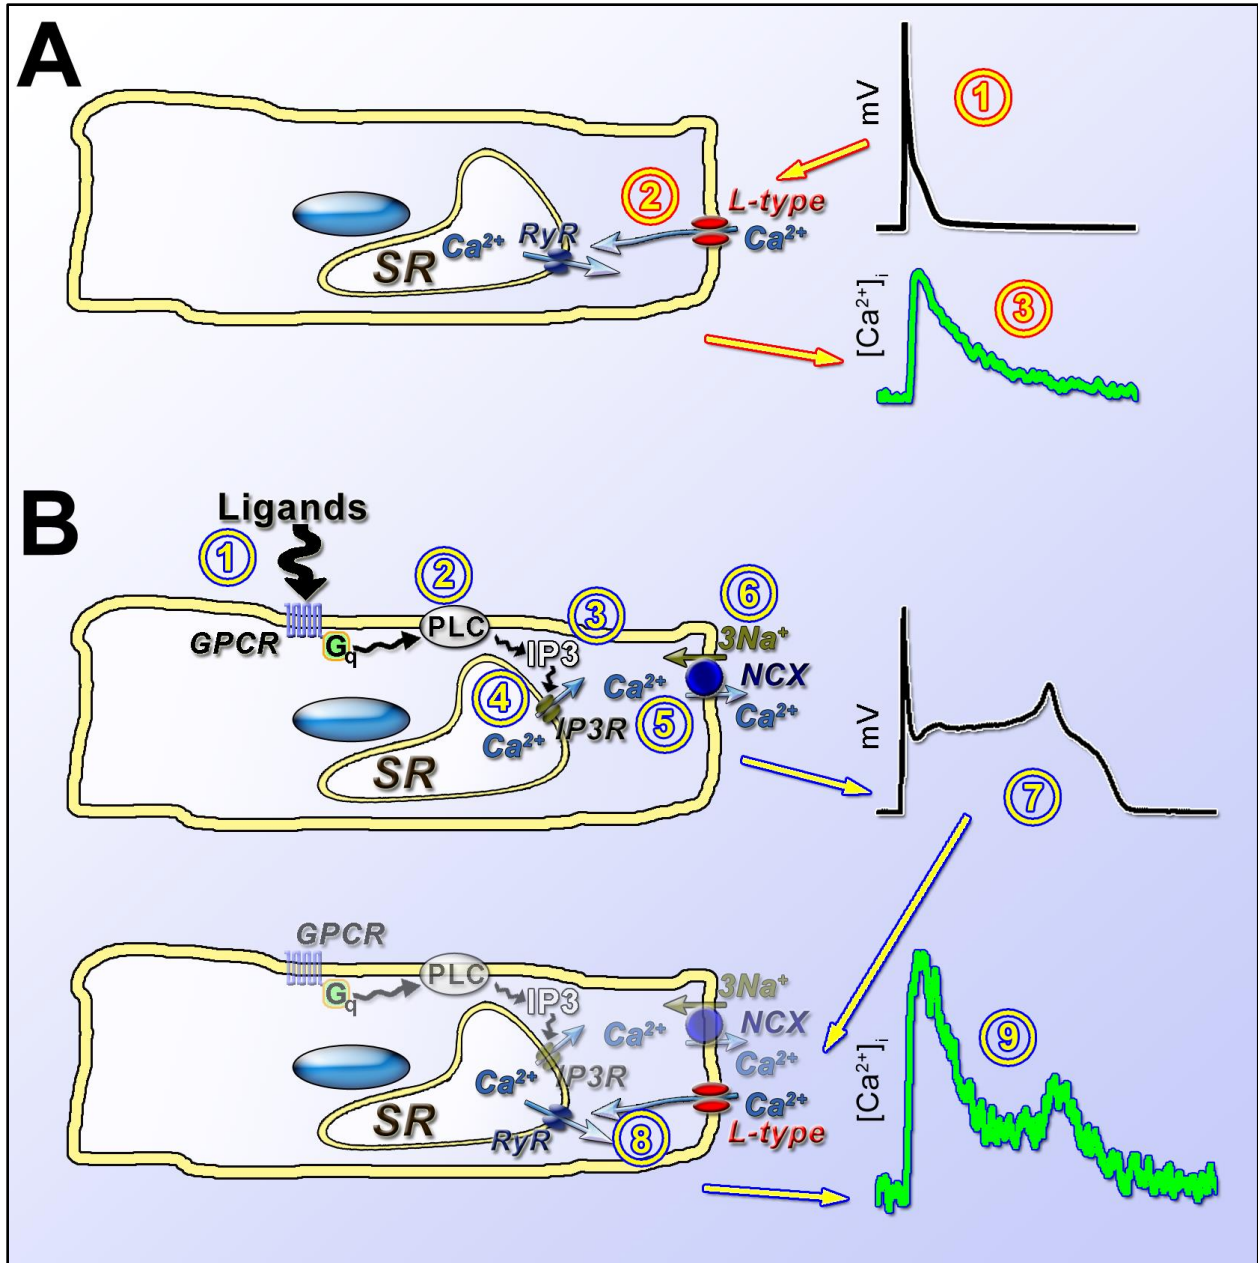 A
mV
①
②
L-type
Ca²⁺
RyR
Ca²⁺
SR
[Ca²⁺]ᵢ
③
B
Ligands
①
②
③
⑥
GPCR
Gq
PLC
IP3
3Na⁺
NCX
Ca²⁺
④
Ca²⁺
⑤
IP3R
Ca²⁺
SR
mV
⑦
GPCR
Gq
PLC
IP3
3Na⁺
NCX
Ca²⁺
Ca²⁺
IP3R
Ca²⁺
Ca²⁺
L-type
RyR
⑧
SR
[Ca²⁺]ᵢ
⑨